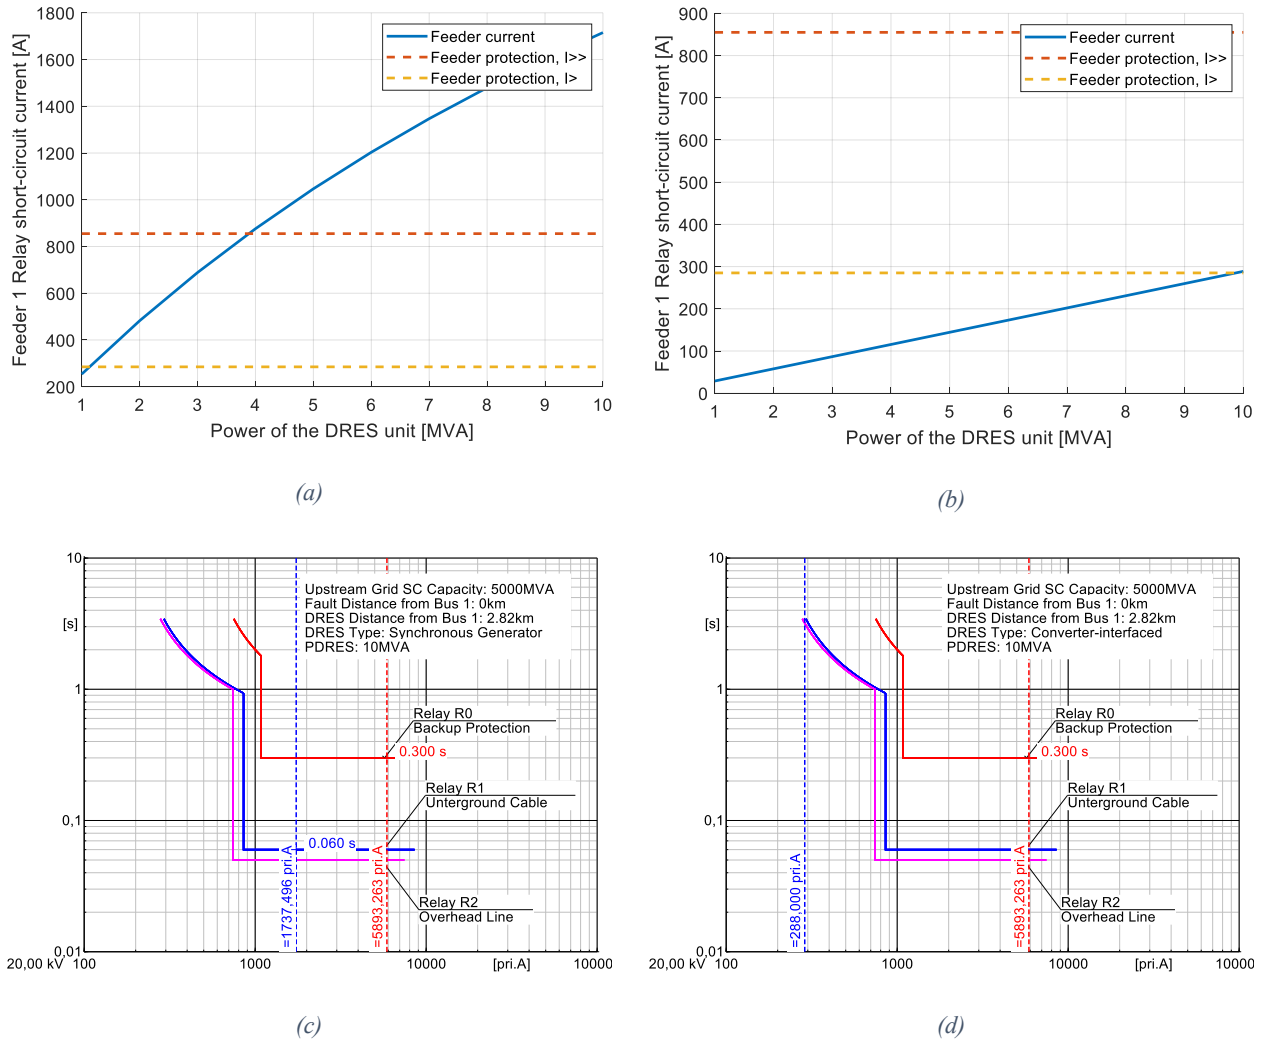 Feeder 1 Relay short-circuit current [A]
1800
1600
1400
1200
1000
800
600
400
200
1 2 3 4 5 6 7 8 9 10
Power of the DRES unit [MVA]
Feeder current
Feeder protection, I>>
Feeder protection, I>
(a)
Feeder 1 Relay short-circuit current [A]
900
800
700
600
500
400
300
200
100
0
1 2 3 4 5 6 7 8 9 10
Power of the DRES unit [MVA]
Feeder current
Feeder protection, I>>
Feeder protection, I>
(b)
10
[s]
1
0,1
0,01
20,00 kV 100 1000 10000 [pri.A] 10000
Upstream Grid SC Capacity: 5000MVA
Fault Distance from Bus 1: 0km
DRES Distance from Bus 1: 2.82km
DRES Type: Synchronous Generator
PDRES: 10MVA
Relay R0
Backup Protection
0.300 s
Relay R1
Unterground Cable
0.060 s
=1737,496 pri.A
=5893,263 pri.A
Relay R2
Overhead Line
(c)
10
[s]
1
0,1
0,01
20,00 kV 100 1000 10000 [pri.A] 10000
Upstream Grid SC Capacity: 5000MVA
Fault Distance from Bus 1: 0km
DRES Distance from Bus 1: 2.82km
DRES Type: Converter-interfaced
PDRES: 10MVA
Relay R0
Backup Protection
0.300 s
Relay R1
Unterground Cable
=288,000 pri.A
=5893,263 pri.A
Relay R2
Overhead Line
(d)